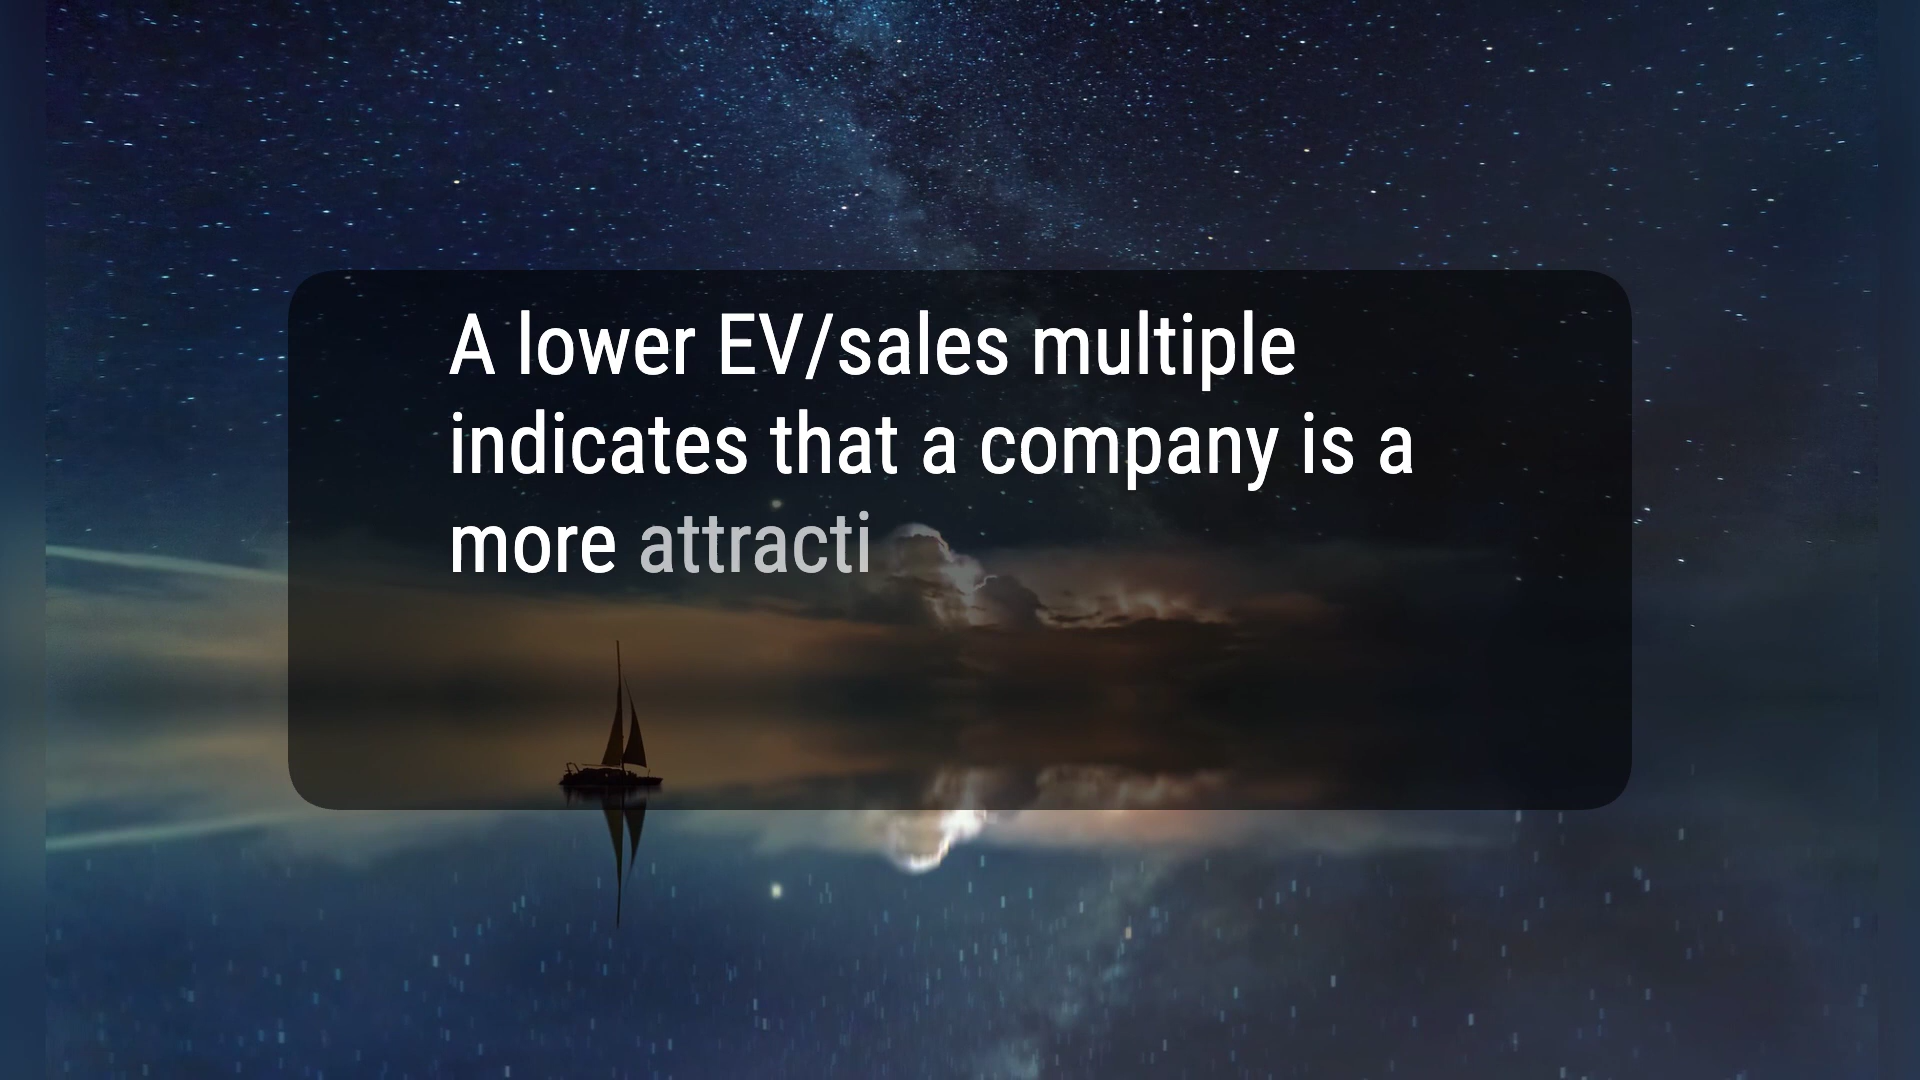 A lower EV/sales multiple
indicates that a company is a
more attracti